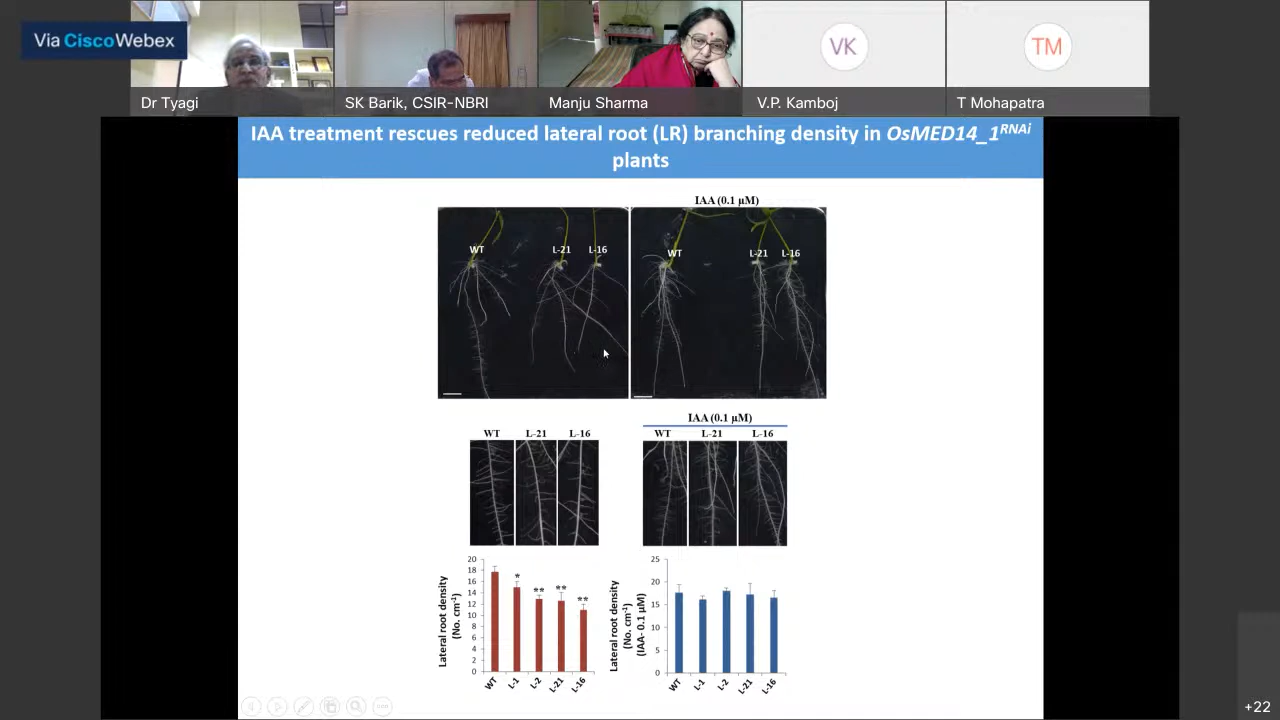 Via Cisco Webex
Dr Tyagi
SK Barik, CSIR-NBRI
Manju Sharma
VK
V.P. Kamboj
TM
T Mohapatra
IAA treatment rescues reduced lateral root (LR) branching density in OsMED14_1RNAi
plants
IAA (0.1 µM)
WT L-21 L-16
WT L-21 L-16
IAA (0.1 µM)
WT L-21 L-16
WT L-21 L-16
Lateral root density
(No. cm-1)
20
18
16
14
12
10
8
6
4
2
0
* ** ** **
WT L-1 L-2 L-21 L-16
Lateral root density
(No. cm-1)
(IAA- 0.1 µM)
25
20
15
10
5
0
WT L-1 L-2 L-21 L-16
+22